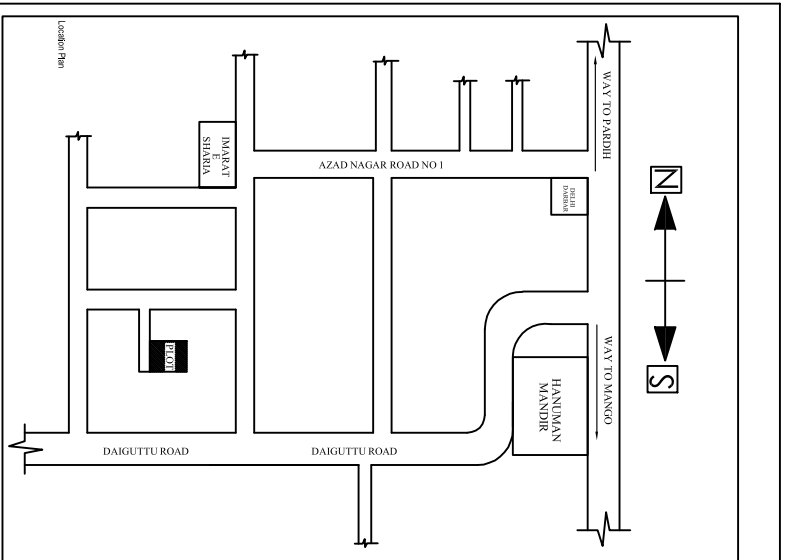 Location Plan
WAY TO PARDIH
N
IMARAT
E
SHARIA
AZAD NAGAR ROAD NO 1
DELHI
DARBAR
WAY TO MANGO
S
PLOT
HANUMAN
MANDIR
DAIGUTTU ROAD
DAIGUTTU ROAD